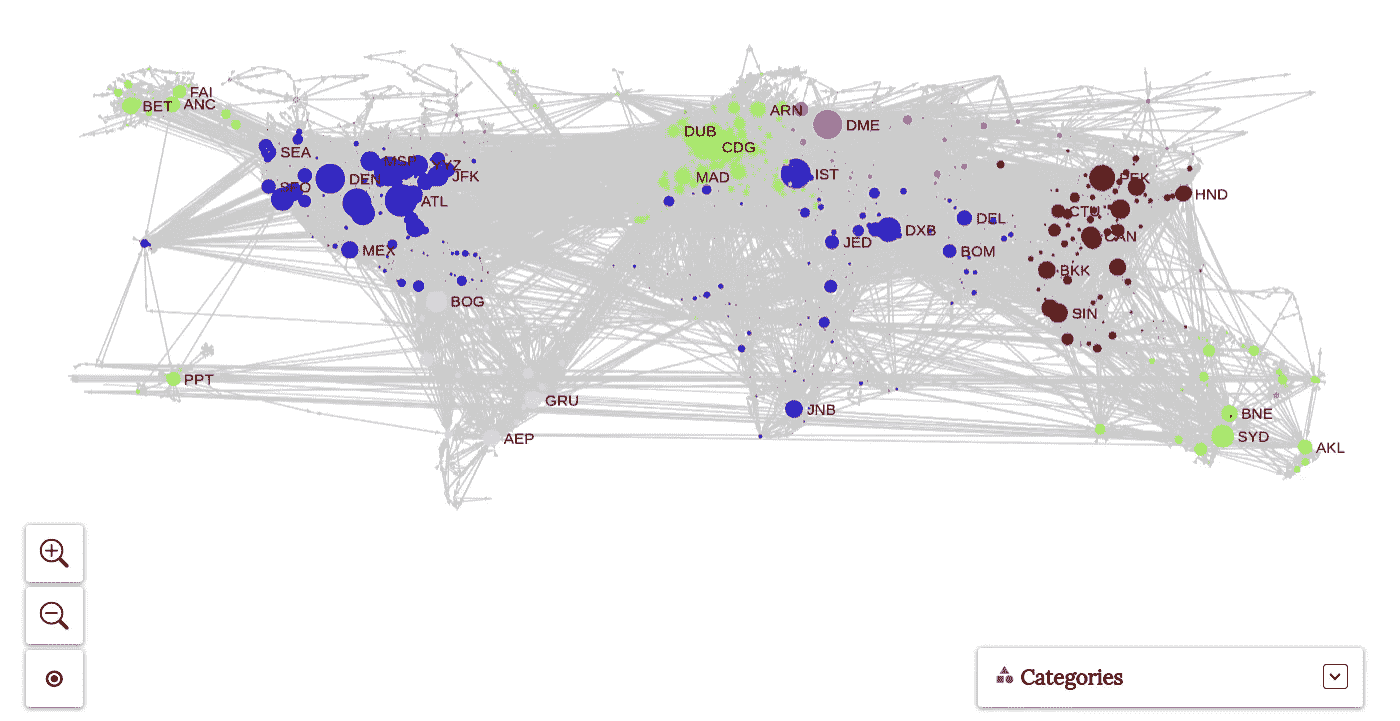 FAI
BET ANC
ARN
DME
DUB
CDG
SEA
YYZ
MAD
IST
DEN
JFK
PEK
SFO
HND
ATL
CTU
DEL
DXB
CAN
JED
MEX
BOM
BKK
BOG
SIN
PPT
GRU
JNB
BNE
AEP
SYD
AKL
Categories